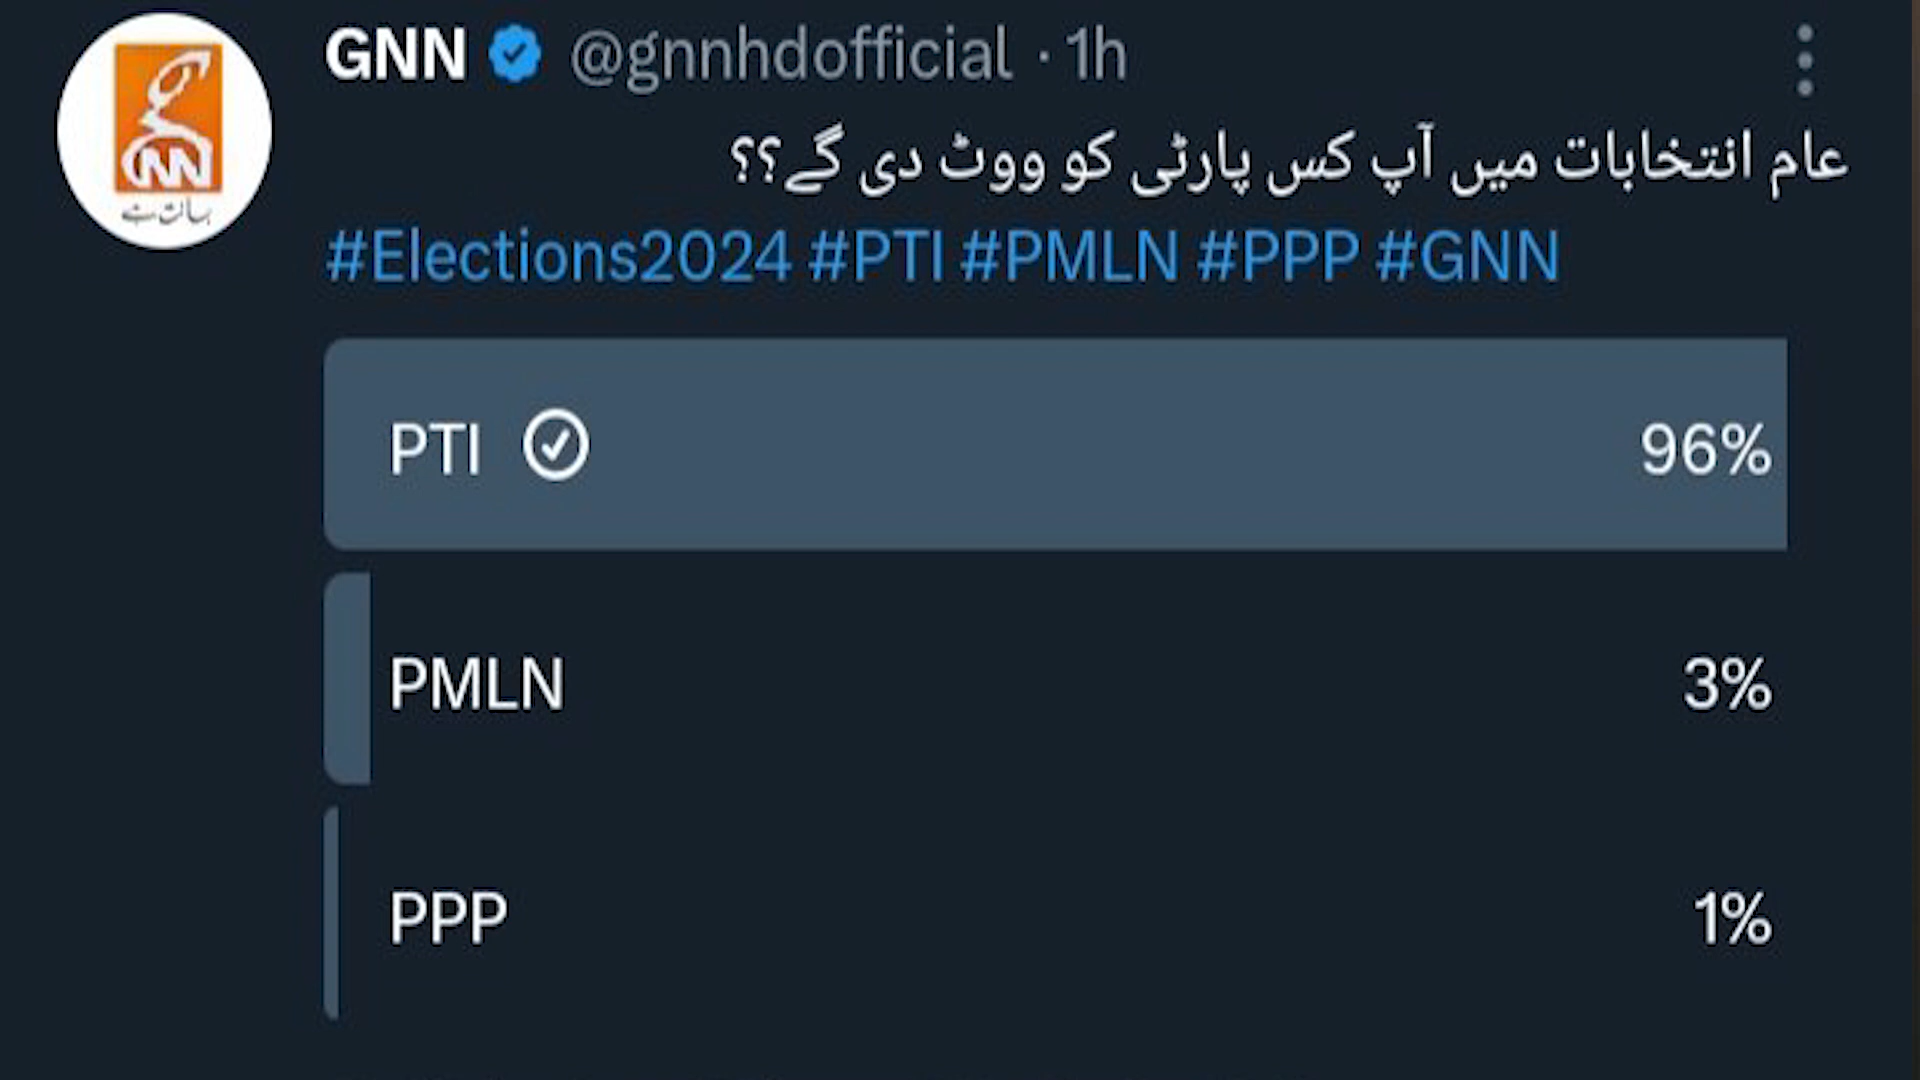 GNN @gnnhdofficial · 1h
عام انتخابات میں آپ کس پارٹی کو ووٹ دی گے؟؟
#Elections2024 #PTI #PMLN #PPP #GNN
PTI 96%
PMLN 3%
PPP 1%
GNN